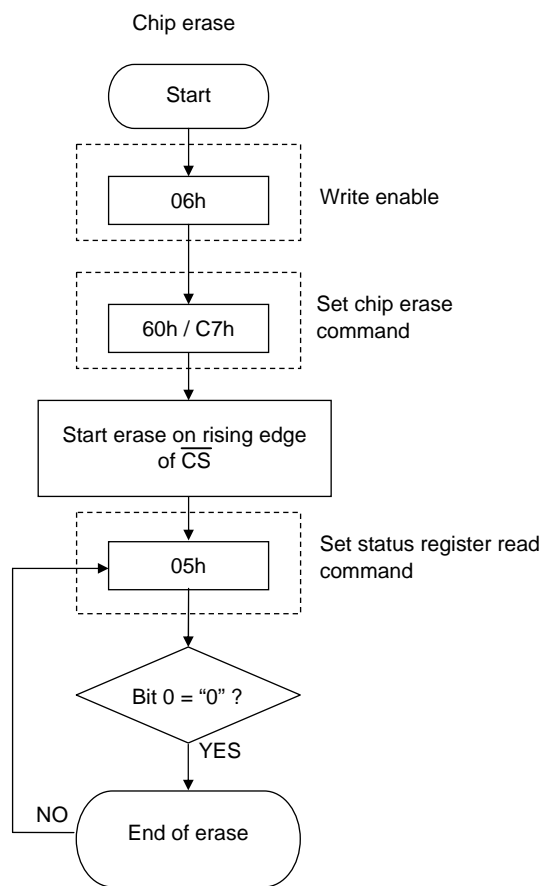 Chip erase
Start
06h
Write enable
60h / C7h
Set chip erase
command
Start erase on rising edge
of C̅S̅
05h
Set status register read
command
Bit 0 = “0” ?
YES
NO
End of erase